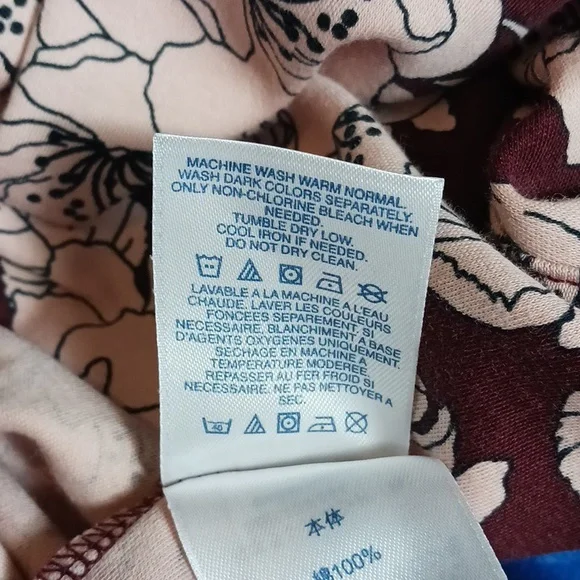 MACHINE WASH WARM NORMAL.
WASH DARK COLORS SEPARATELY.
ONLY NON-CHLORINE BLEACH WHEN
NEEDED.
TUMBLE DRY LOW.
COOL IRON IF NEEDED.
DO NOT DRY CLEAN.
LAVABLE A LA MACHINE A L'EAU
CHAUDE. LAVER LES COULEURS
FONCEES SEPAREMENT. SI
NECESSAIRE, BLANCHIMENT A BASE
D'AGENTS OXYGENES UNIQUEMENT.
SECHAGE EN MACHINE A
TEMPERATURE MODEREE.
REPASSER AU FER FROID SI
NECESSAIRE. NE PAS NETTOYER A
SEC.
40
本体
綿100%